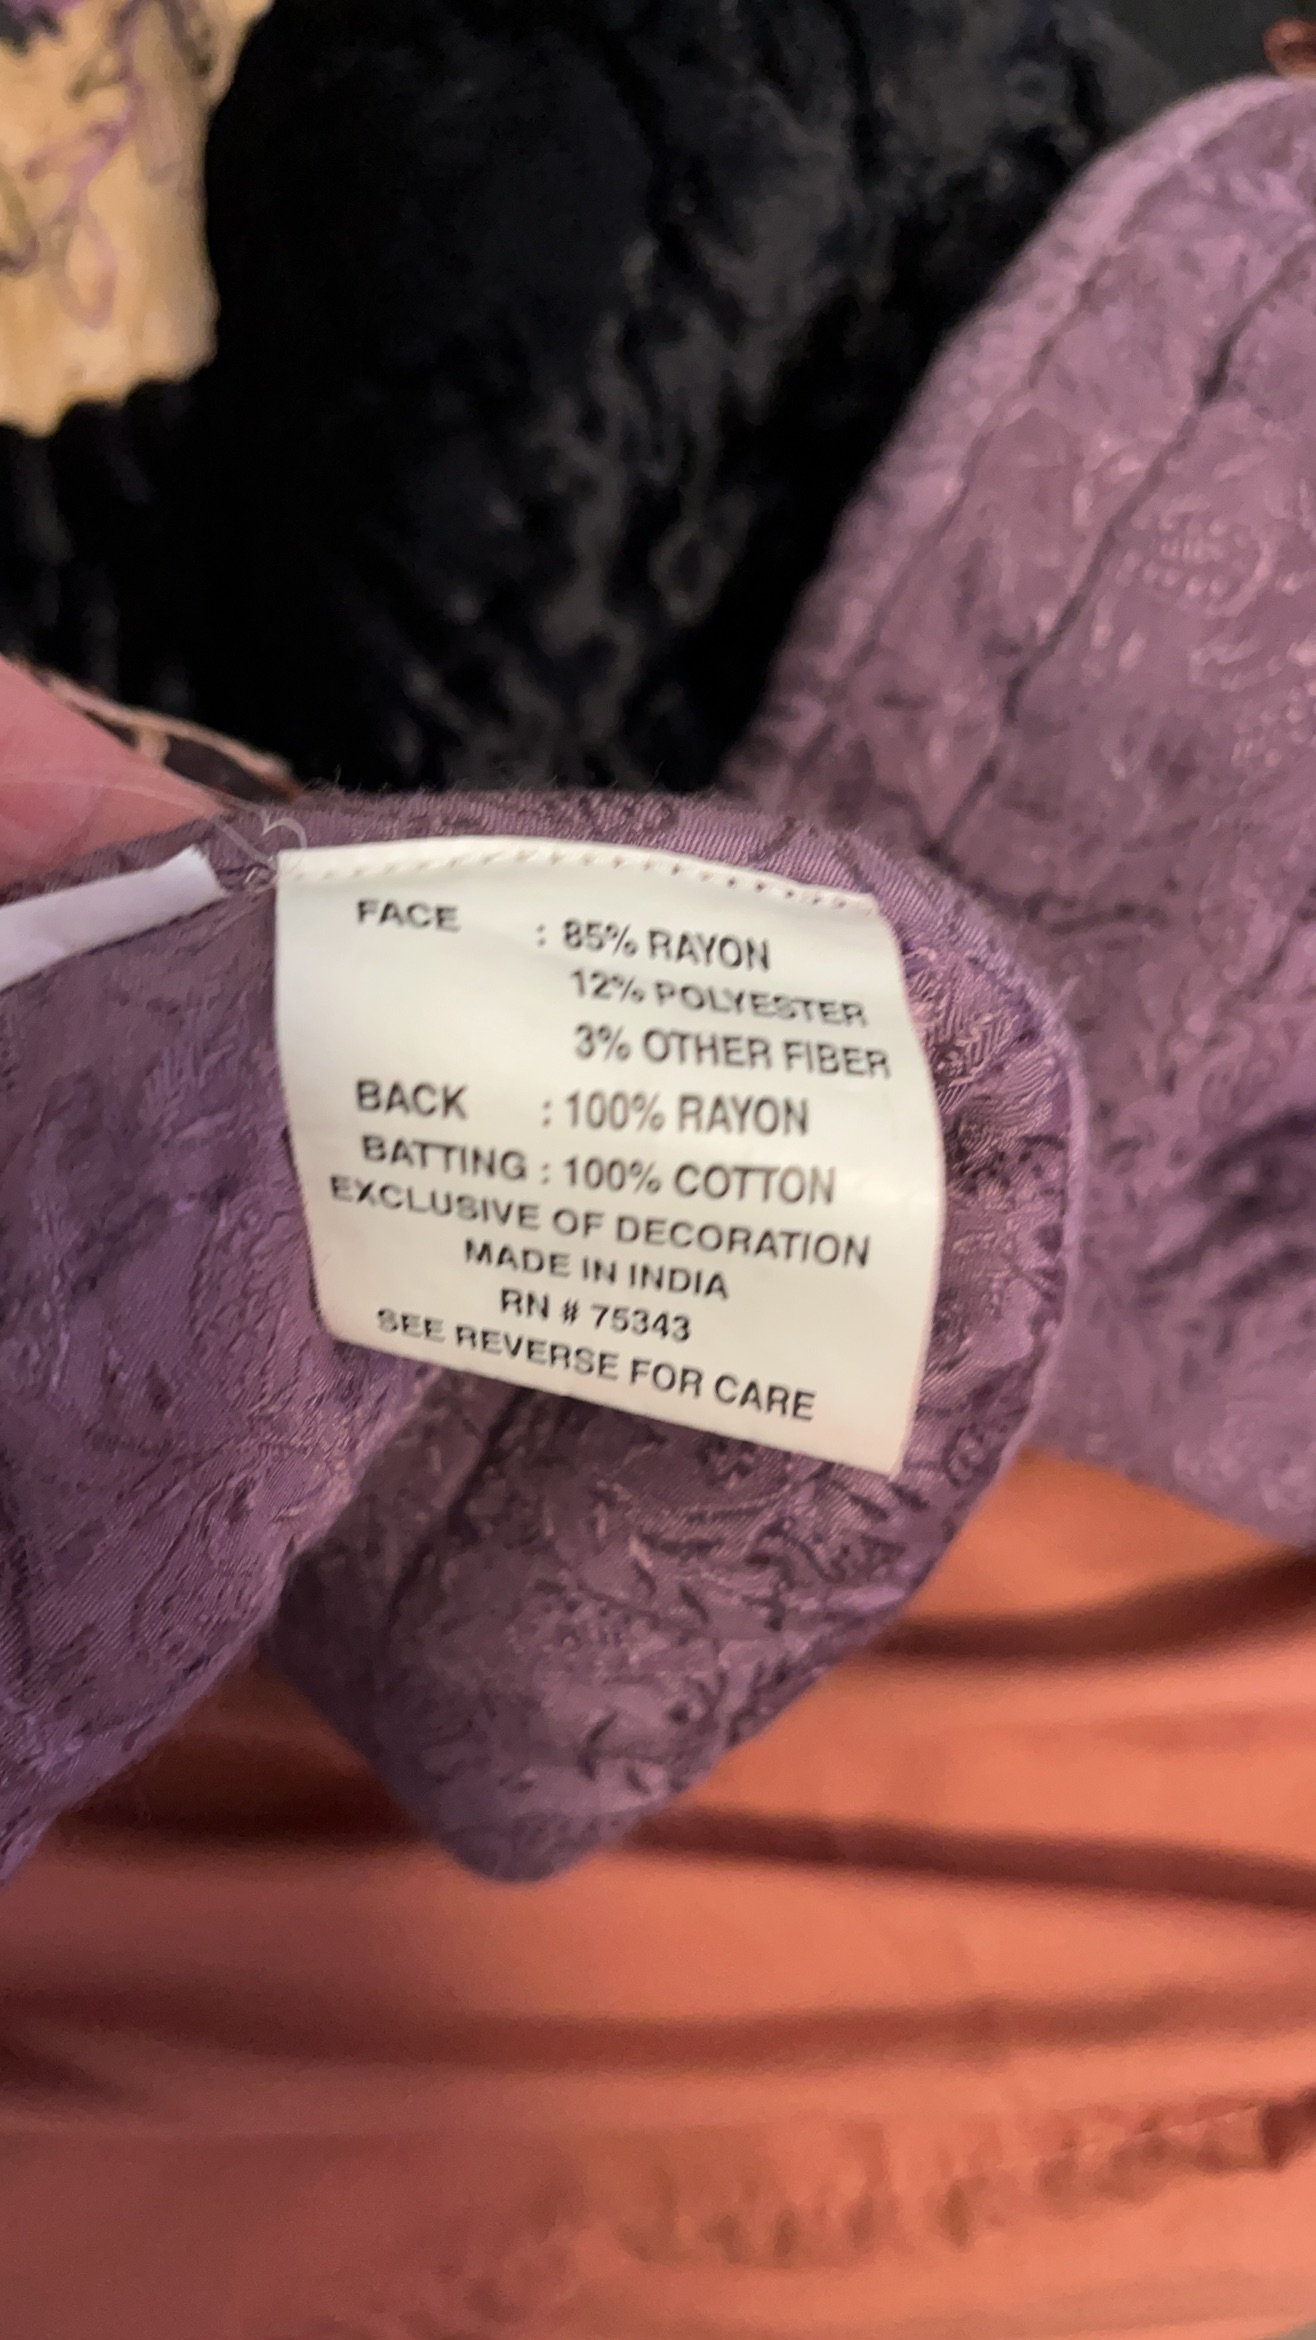 FACE : 85% RAYON
12% POLYESTER
3% OTHER FIBER
BACK : 100% RAYON
BATTING : 100% COTTON
EXCLUSIVE OF DECORATION
MADE IN INDIA
RN # 75343
SEE REVERSE FOR CARE